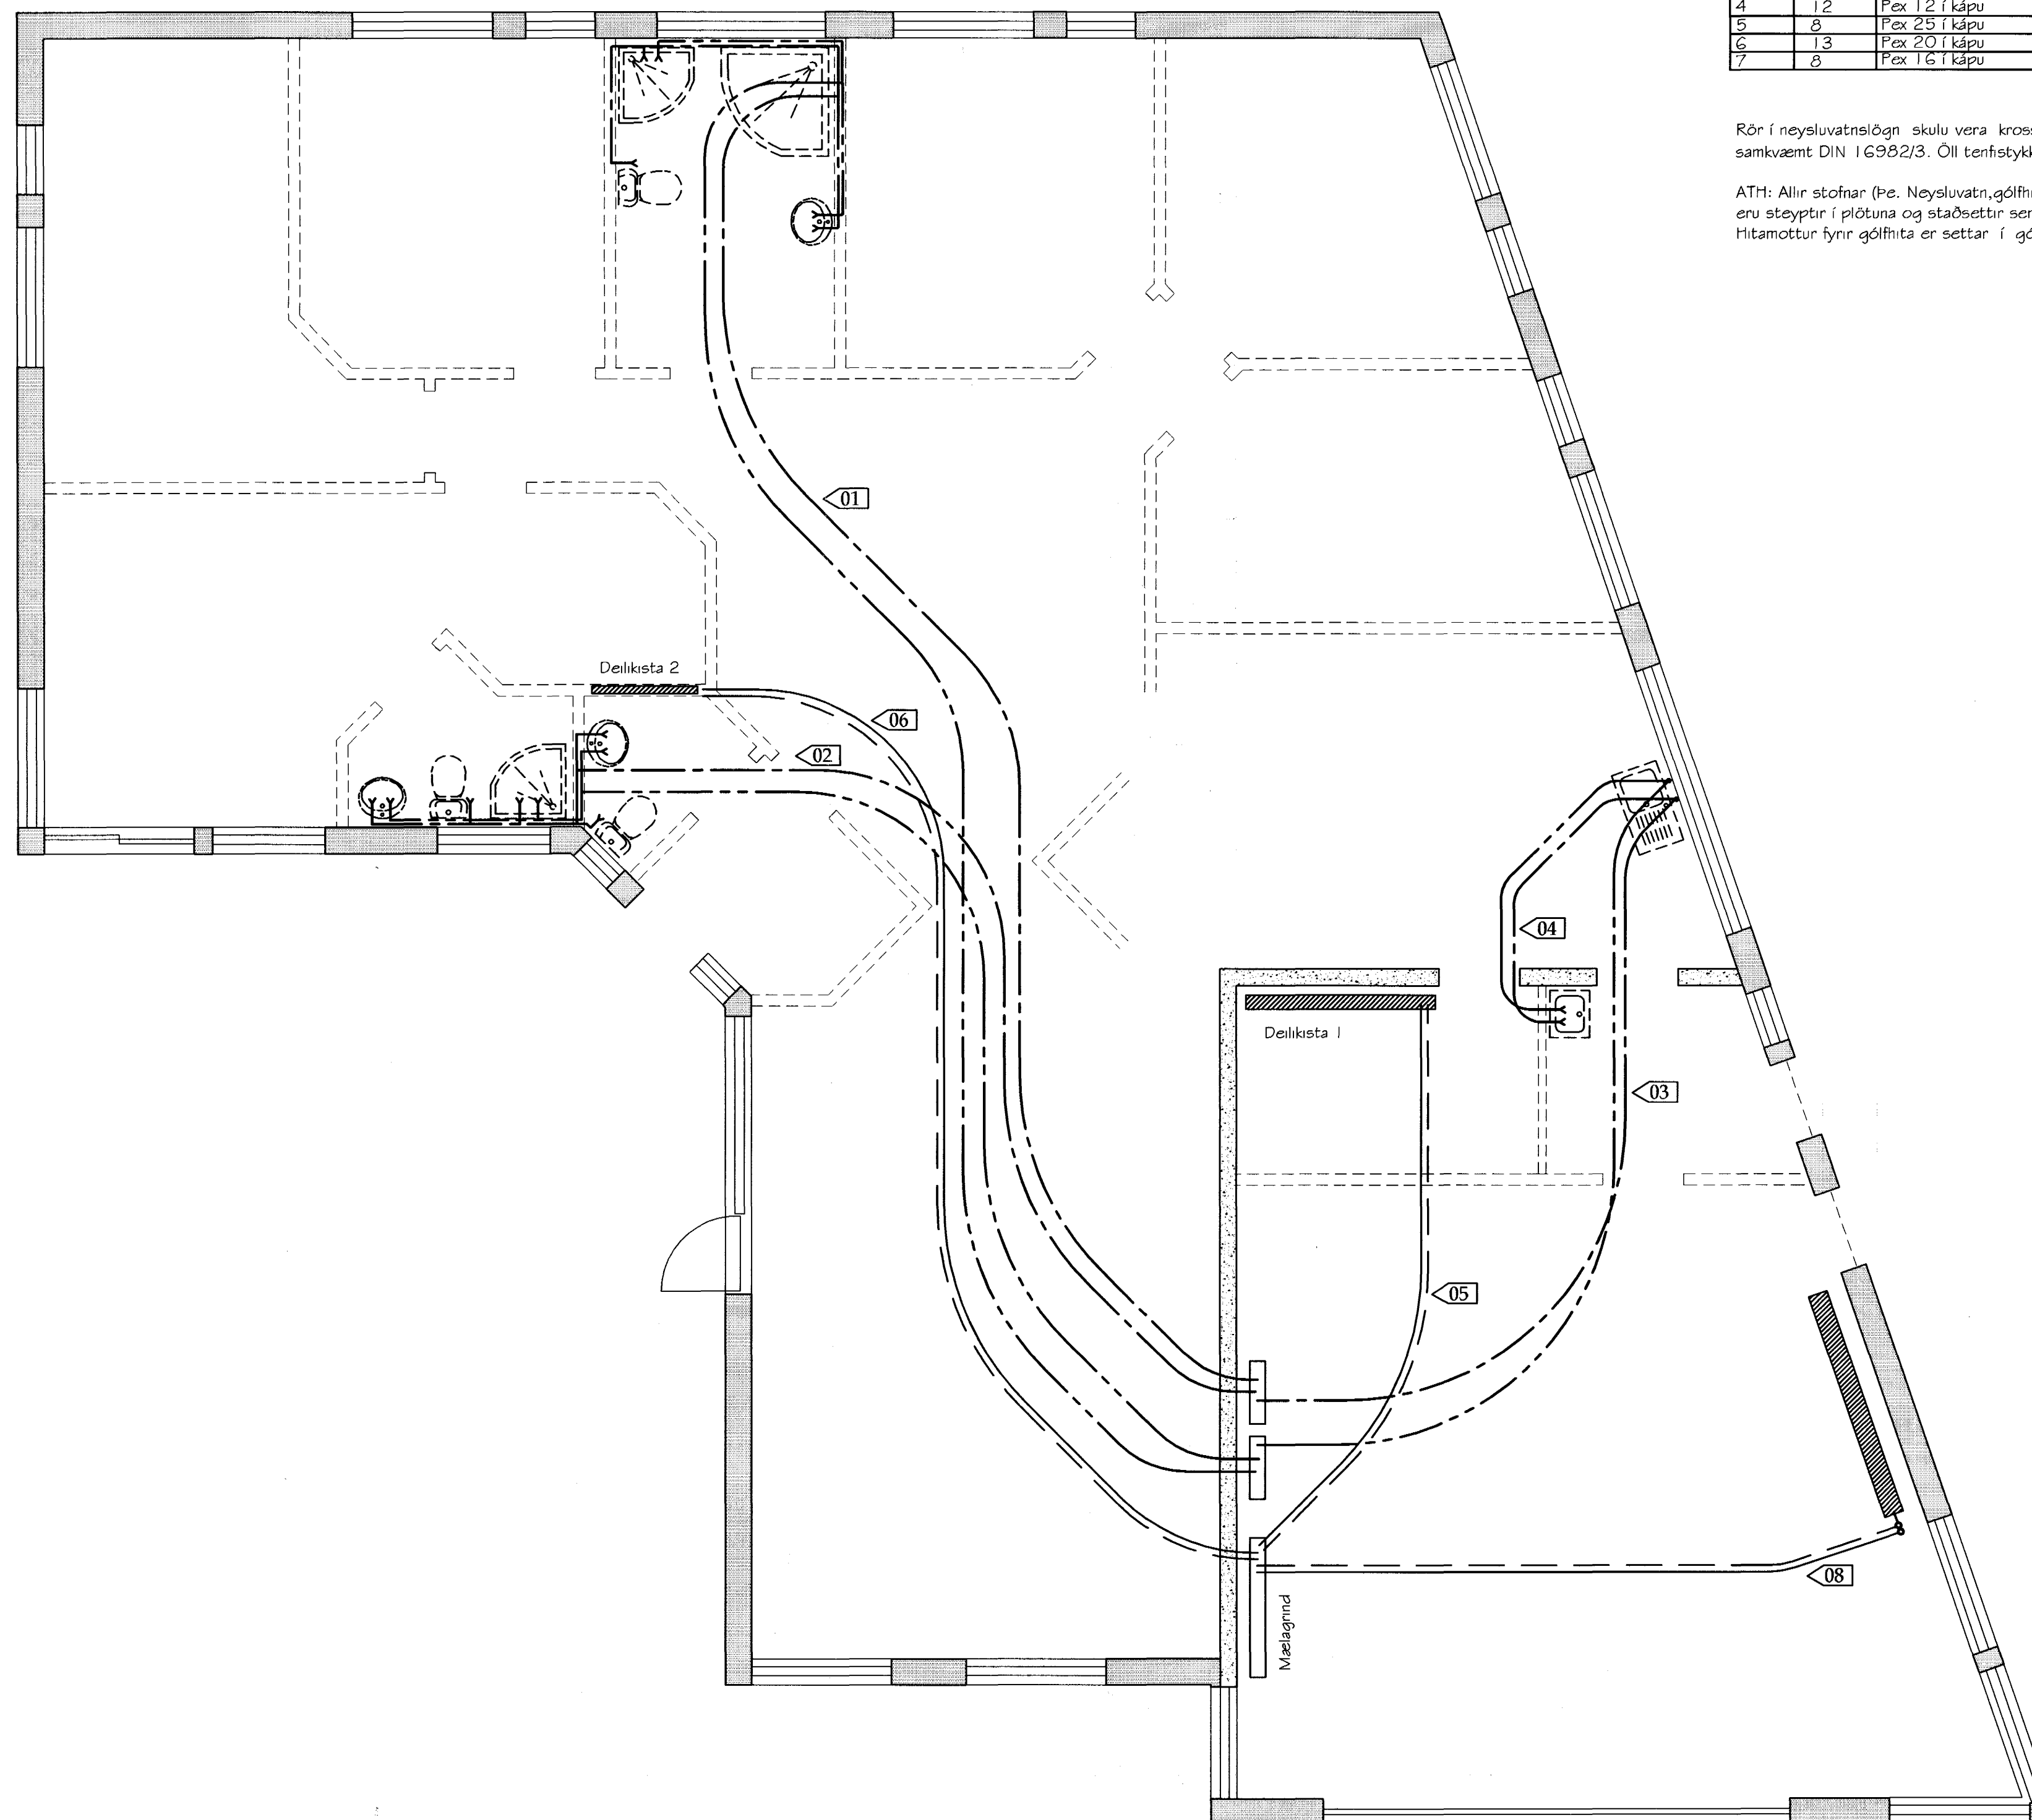 4 12 Pex 12 í kápu
5 8 Pex 25 í kápu
6 13 Pex 20 í kápu
7 8 Pex 16 í kápu
Rör í neysluvatnslögn skulu vera kross
samkvæmt DIN 16982/3. Öll tenfistykk
ATH: Allir stofnar (Þe. Neysluvatn,gólfhi
eru steyptir í plötuna og staðsettir sem
Hitamottur fyrir gólfhita er settar í gó
01
Deilikista 2
06
02
04
Deilikista 1
03
05
08
Mælagrind